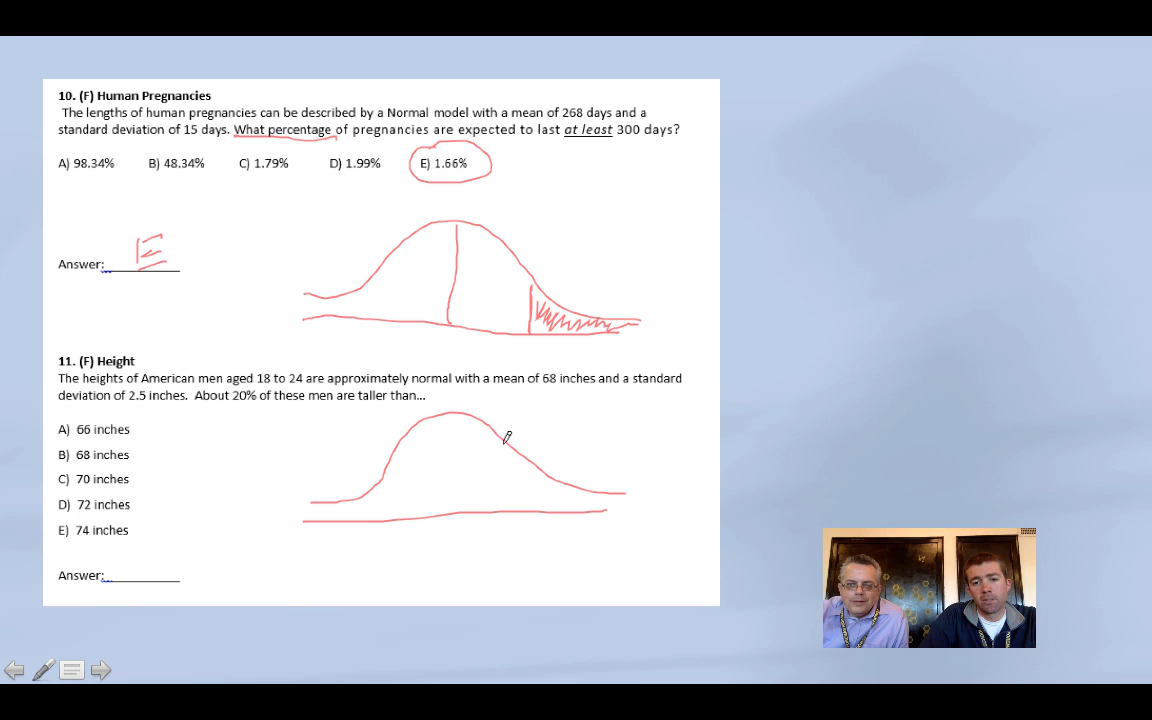 10. (F) Human Pregnancies
The lengths of human pregnancies can be described by a Normal model with a mean of 268 days and a
standard deviation of 15 days. What percentage of pregnancies are expected to last at least 300 days?
A) 98.34% B) 48.34% C) 1.79% D) 1.99% E) 1.66%
E
Answer:
11. (F) Height
The heights of American men aged 18 to 24 are approximately normal with a mean of 68 inches and a standard
deviation of 2.5 inches. About 20% of these men are taller than...
A) 66 inches
B) 68 inches
C) 70 inches
D) 72 inches
E) 74 inches
Answer: